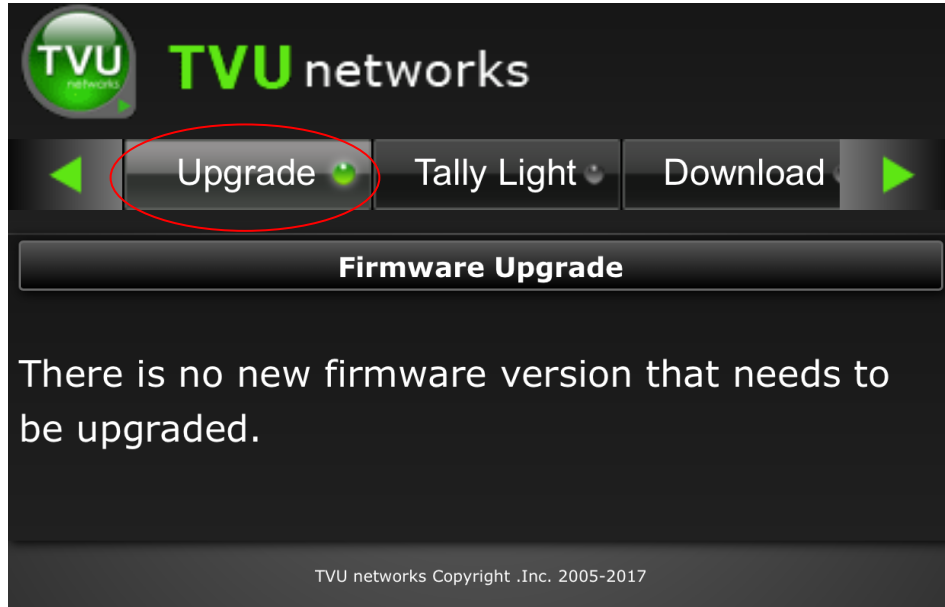 TVU
networks
TVU networks
Upgrade
Tally Light
Download
Firmware Upgrade
There is no new firmware version that needs to
be upgraded.
TVU networks Copyright .Inc. 2005-2017